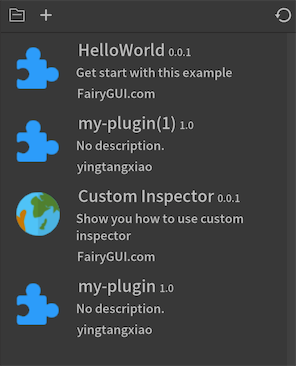 HelloWorld 0.0.1
Get start with this example
FairyGUI.com
my-plugin(1) 1.0
No description.
yingtangxiao
Custom Inspector 0.0.1
Show you how to use custom
inspector
FairyGUI.com
my-plugin 1.0
No description.
yingtangxiao